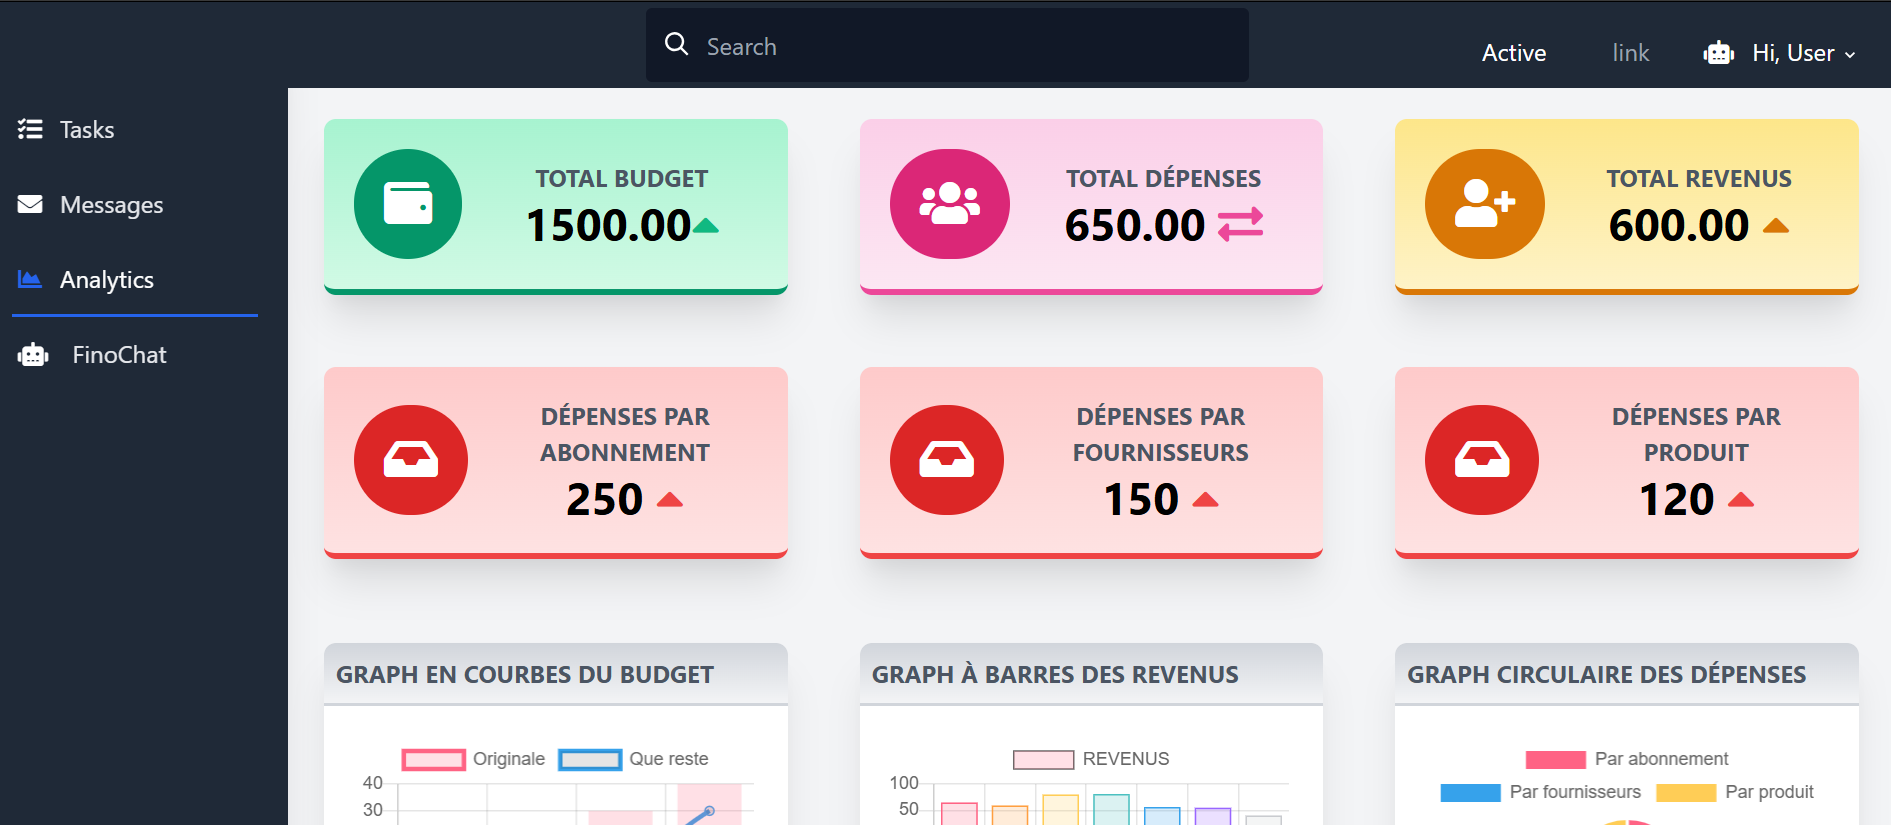 Search
Active
link
Hi, User
Tasks
Messages
Analytics
FinoChat
TOTAL BUDGET
1500.00
TOTAL DÉPENSES
650.00
TOTAL REVENUS
600.00
DÉPENSES PAR
ABONNEMENT
250
DÉPENSES PAR
FOURNISSEURS
150
DÉPENSES PAR
PRODUIT
120
GRAPH EN COURBES DU BUDGET
Originale
Que reste
40
30
GRAPH À BARRES DES REVENUS
REVENUS
100
50
GRAPH CIRCULAIRE DES DÉPENSES
Par abonnement
Par fournisseurs
Par produit